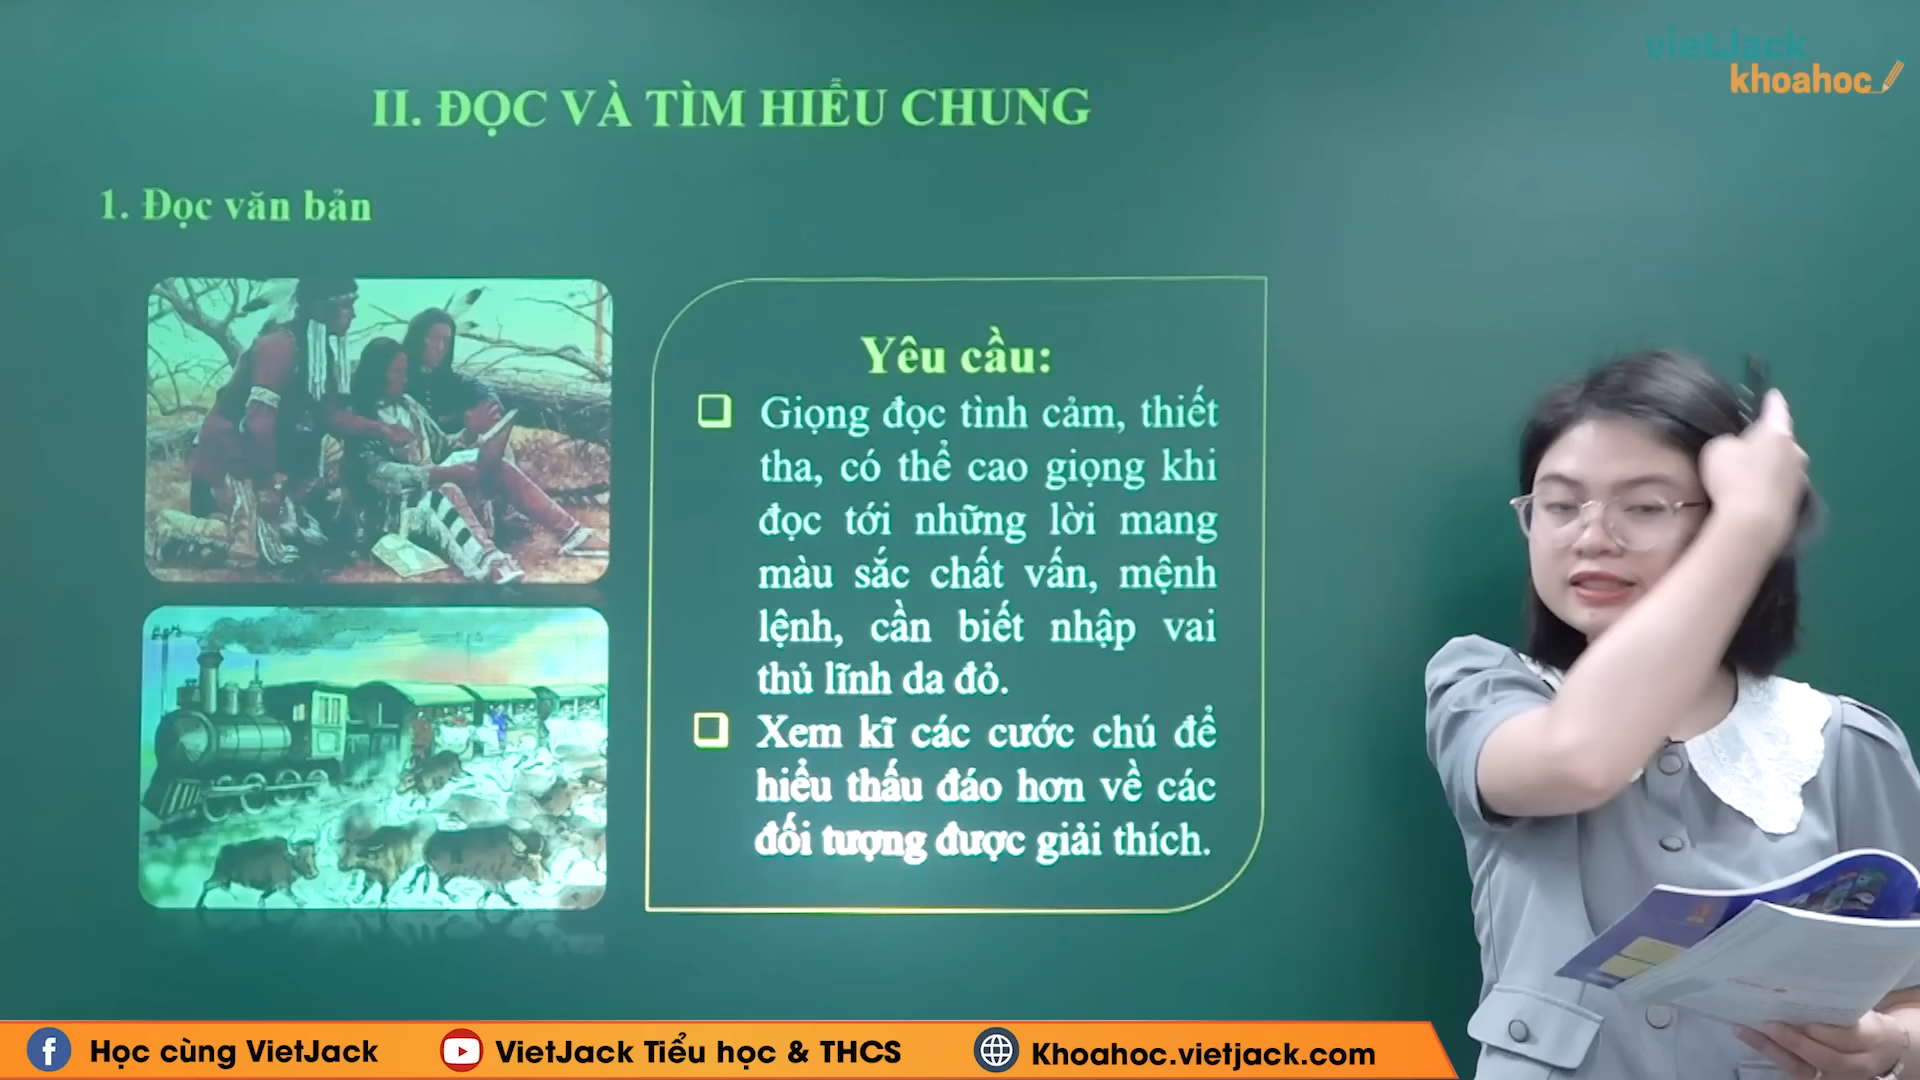 vietJack
khoahoc
II. ĐỌC VÀ TÌM HIỂU CHUNG
1. Đọc văn bản
Yêu cầu:
Giọng đọc tình cảm, thiết
tha, có thể cao giọng khi
đọc tới những lời mang
màu sắc chất vấn, mệnh
lệnh, cần biết nhập vai
thủ lĩnh da đỏ.
Xem kĩ các cước chú để
hiểu thấu đáo hơn về các
đối tượng được giải thích.
Học cùng VietJack
VietJack Tiểu học & THCS
Khoahoc.vietjack.com